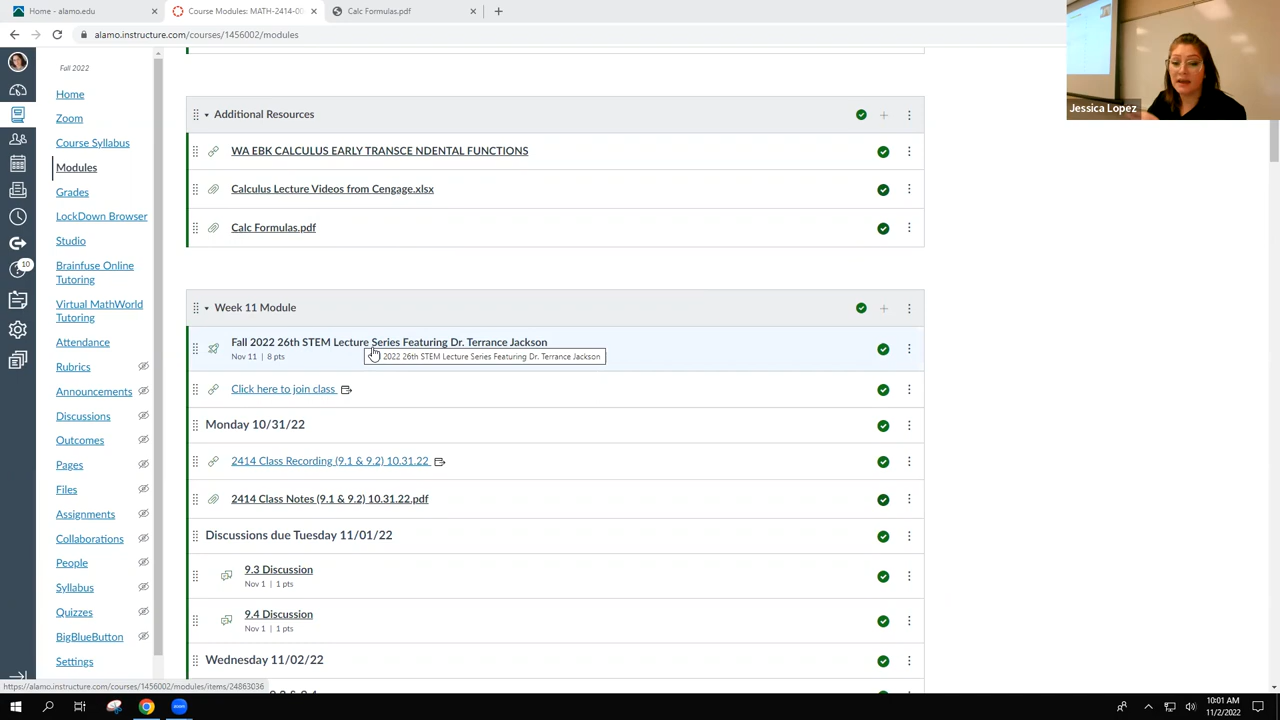 Home - alamo.edu
Course Modules: MATH-2414-00
Calc Formulas.pdf
alamo.instructure.com/courses/1456002/modules
Jessica Lopez
Fall 2022
Home
Zoom
Course Syllabus
Modules
Grades
LockDown Browser
Studio
Brainfuse Online
Tutoring
Virtual MathWorld
Tutoring
Attendance
Rubrics
Announcements
Discussions
Outcomes
Pages
Files
Assignments
Collaborations
People
Syllabus
Quizzes
BigBlueButton
Settings
10
Additional Resources
WA EBK CALCULUS EARLY TRANSCE NDENTAL FUNCTIONS
Calculus Lecture Videos from Cengage.xlsx
Calc Formulas.pdf
Week 11 Module
Fall 2022 26th STEM Lecture Series Featuring Dr. Terrance Jackson
Nov 11 | 8 pts
2022 26th STEM Lecture Series Featuring Dr. Terrance Jackson
Click here to join class
Monday 10/31/22
2414 Class Recording (9.1 & 9.2) 10.31.22
2414 Class Notes (9.1 & 9.2) 10.31.22.pdf
Discussions due Tuesday 11/01/22
9.3 Discussion
Nov 1 | 1 pts
9.4 Discussion
Nov 1 | 1 pts
Wednesday 11/02/22
https://alamo.instructure.com/courses/1456002/modules/items/24863036
10:01 AM
11/2/2022